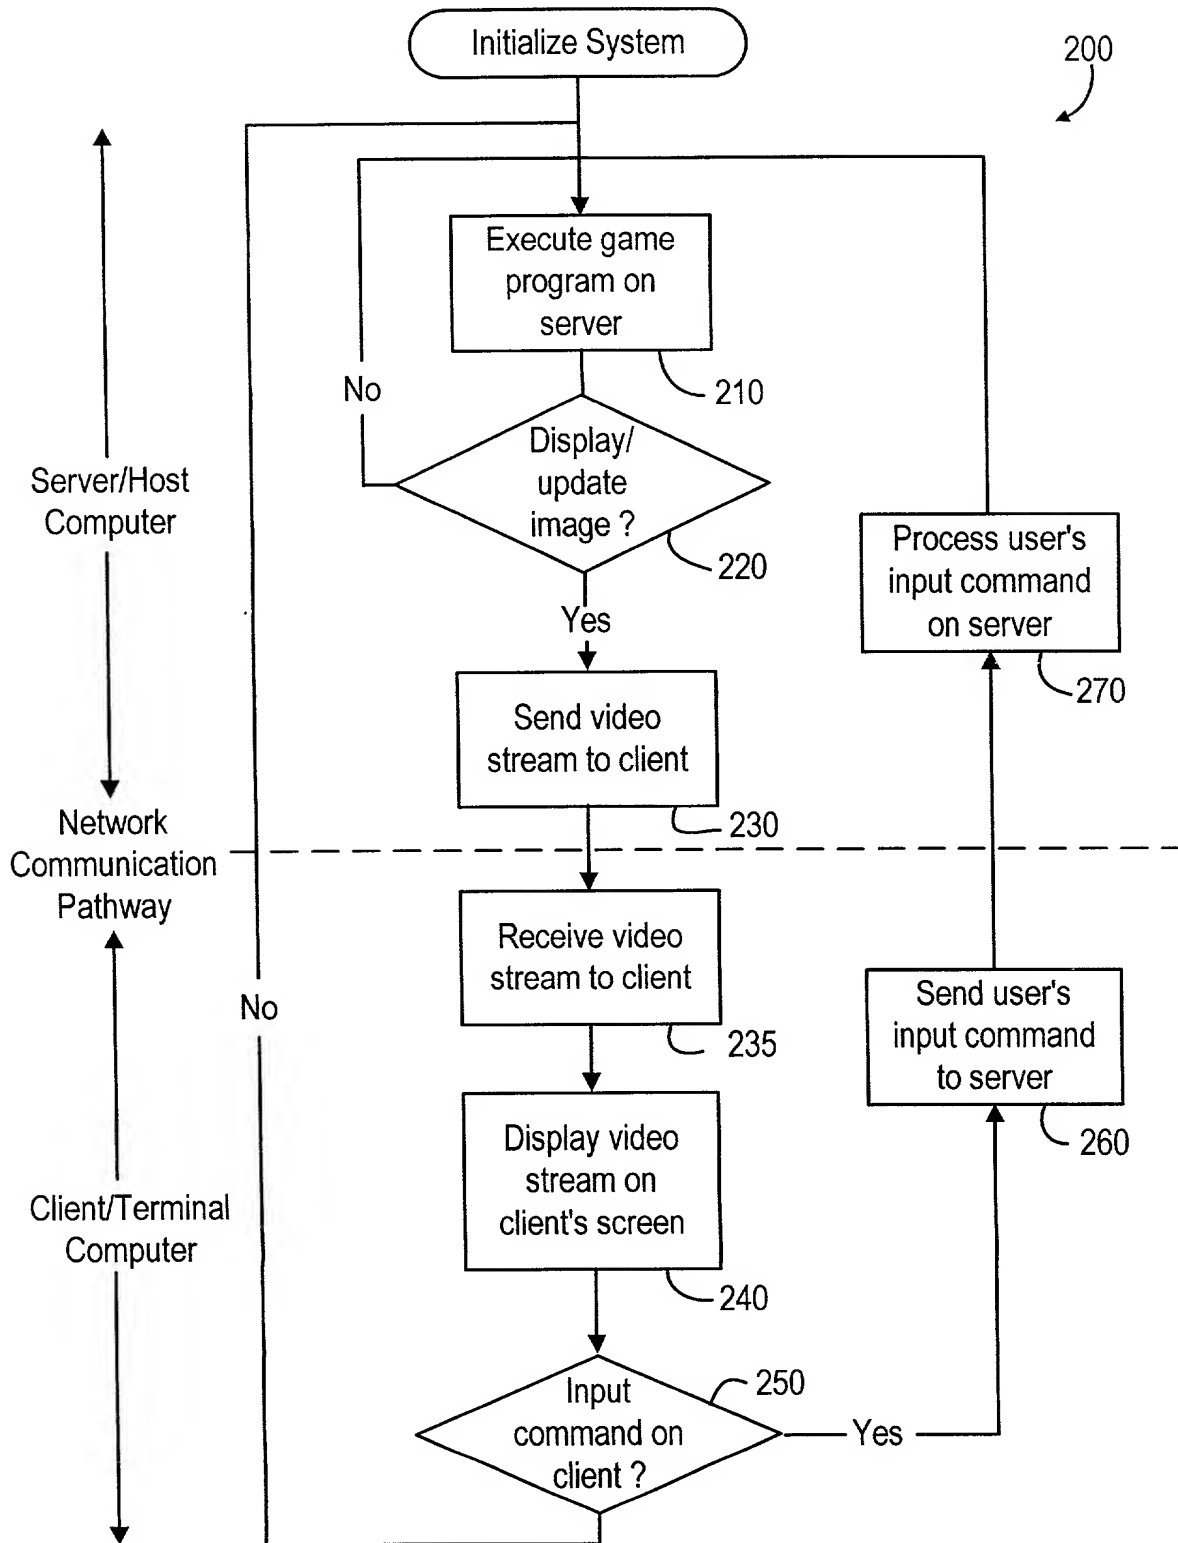 Initialize System
200
Execute game
program on
server
210
No
Display/
update
image ?
220
Server/Host
Computer
Process user's
input command
on server
270
Yes
Send video
stream to client
230
Network
Communication
Pathway
Receive video
stream to client
235
No
Send user's
input command
to server
260
Display video
stream on
client's screen
240
Client/Terminal
Computer
Input
command on
client ?
250
Yes